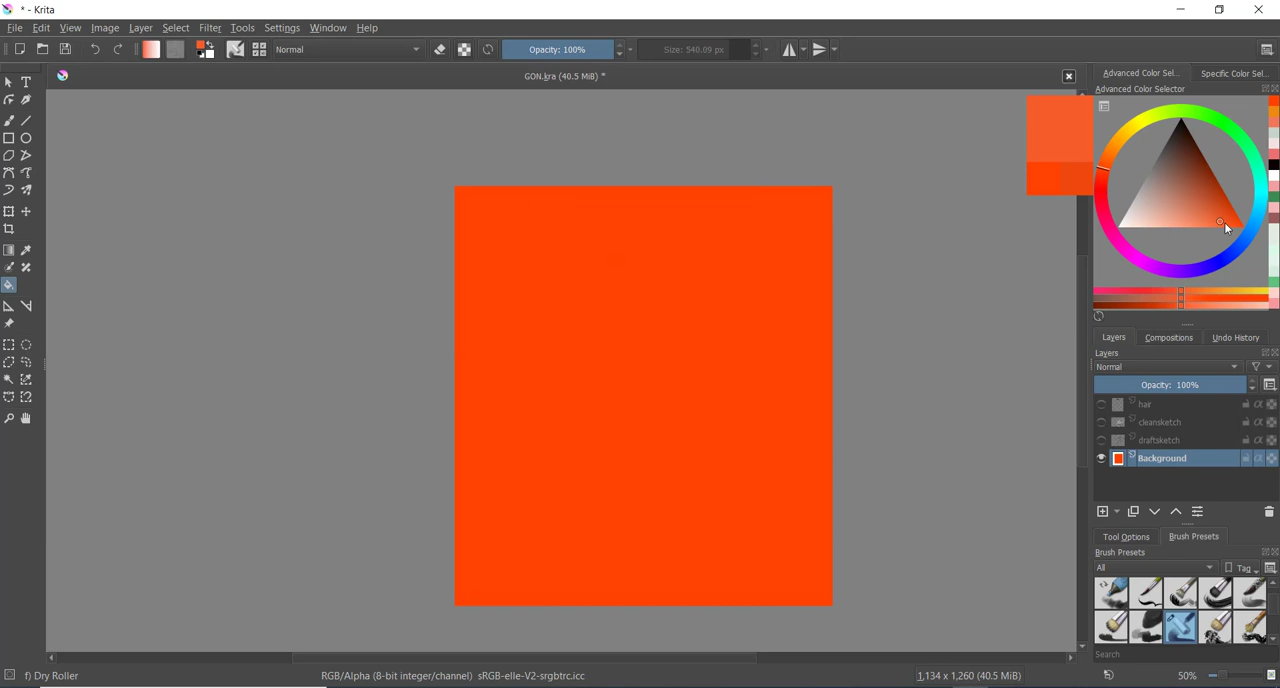 * - Krita
File Edit View Image Layer Select Filter Tools Settings Window Help
Normal Opacity: 100% Size: 540.09 px
GON.kra (40.5 MiB) *
Advanced Color Sel... Specific Color Sel...
Advanced Color Selector
Layers Compositions Undo History
Layers
Normal
Opacity: 100%
hair
cleansketch
draftsketch
Background
Tool Options Brush Presets
Brush Presets
All Tag
Search
f) Dry Roller RGB/Alpha (8-bit integer/channel) sRGB-elle-V2-srgbtrc.icc 1,134 x 1,260 (40.5 MiB) 50%